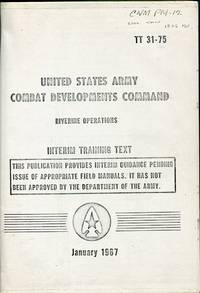 TT 31-75
UNITED STATES ARMY
COMBAT DEVELOPMENTS COMMAND
RIVERINE OPERATIONS
INTERIM TRAINING TEXT
THIS PUBLICATION PROVIDES INTERIM GUIDANCE PENDING
ISSUE OF APPROPRIATE FIELD MANUALS. IT HAS NOT
BEEN APPROVED BY THE DEPARTMENT OF THE ARMY.
January 1967